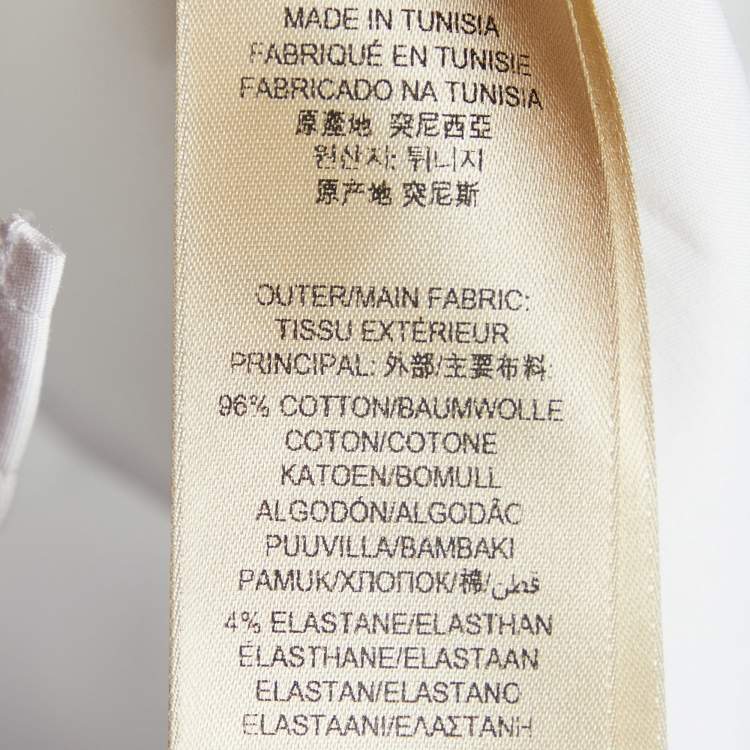 MADE IN TUNISIA
FABRIQUÉ EN TUNISIE
FABRICADO NA TUNISIA
原產地 突尼西亞
원산지: 튀니지
原产地 突尼斯
OUTER/MAIN FABRIC:
TISSU EXTÉRIEUR
PRINCIPAL: 外部/主要布料:
96% COTTON/BAUMWOLLE
COTON/COTONE
KATOEN/BOMULL
ALGODÓN/ALGODÃO
PUUVILLA/BAMBAKI
PAMUK/ХЛОПОК/棉/قطن
4% ELASTANE/ELASTHAN
ÉLASTHANE/ELASTAAN
ELASTAN/ELASTANO
ELASTAANI/ΕΛΑΣΤΑΝΗ